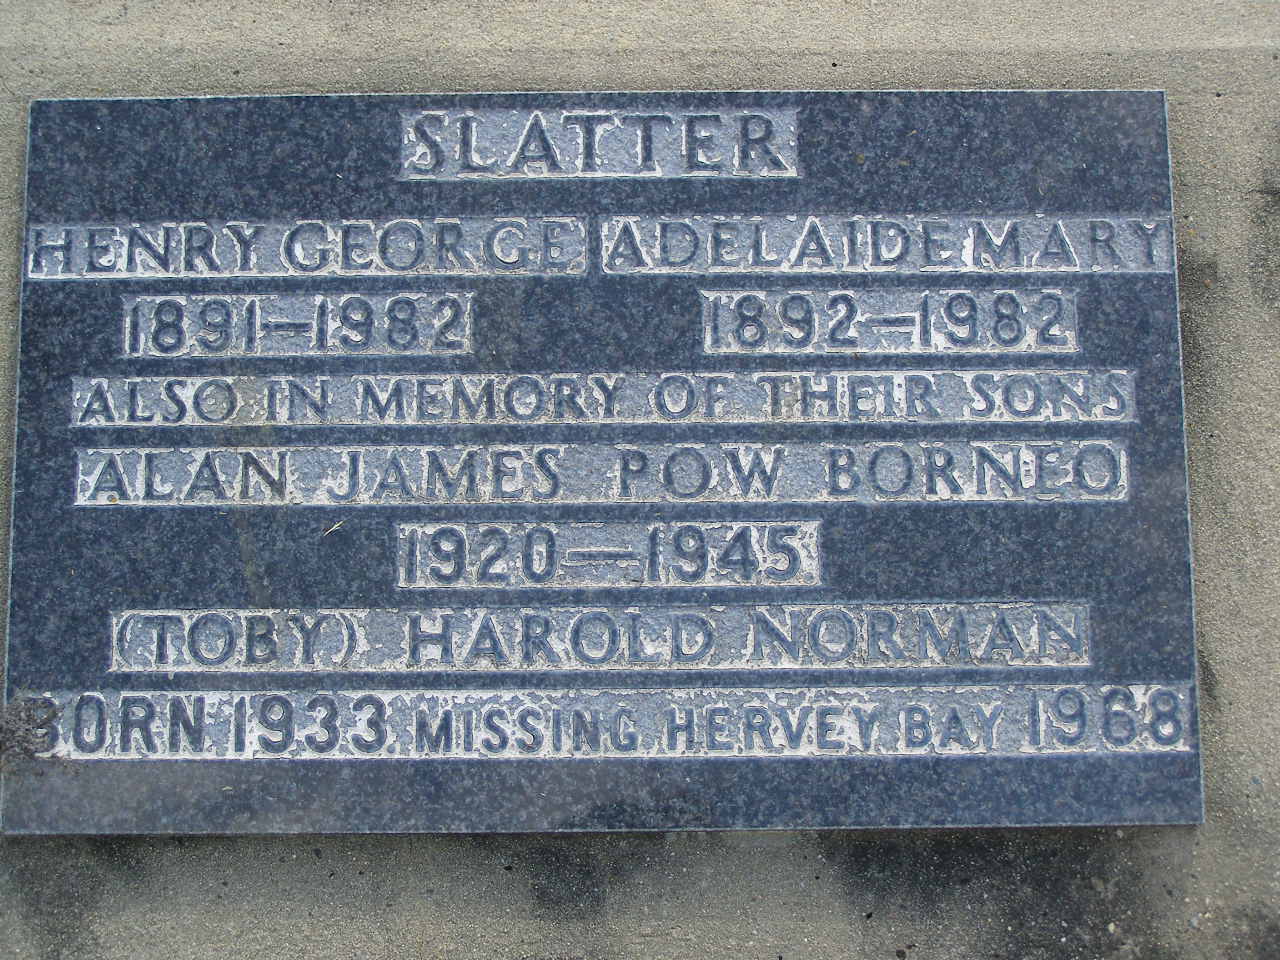 SLATTER
HENRY GEORGE ADELAIDE MARY
1891-1982 1892-1982
ALSO IN MEMORY OF THEIR SONS
ALAN JAMES POW BORNEO
1920-1945
(TOBY) HAROLD NORMAN
BORN 1933 MISSING HERVEY BAY 1968